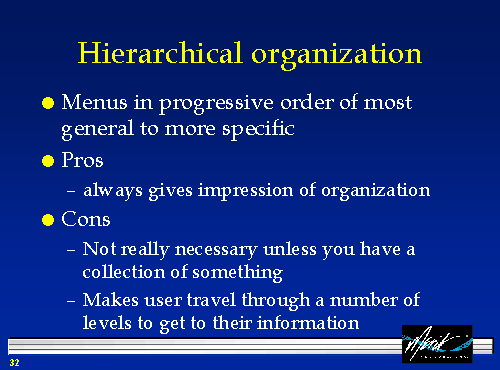 Hierarchical organization
Menus in progressive order of most
general to more specific
Pros
– always gives impression of organization
Cons
– Not really necessary unless you have a
collection of something
– Makes user travel through a number of
levels to get to their information
32